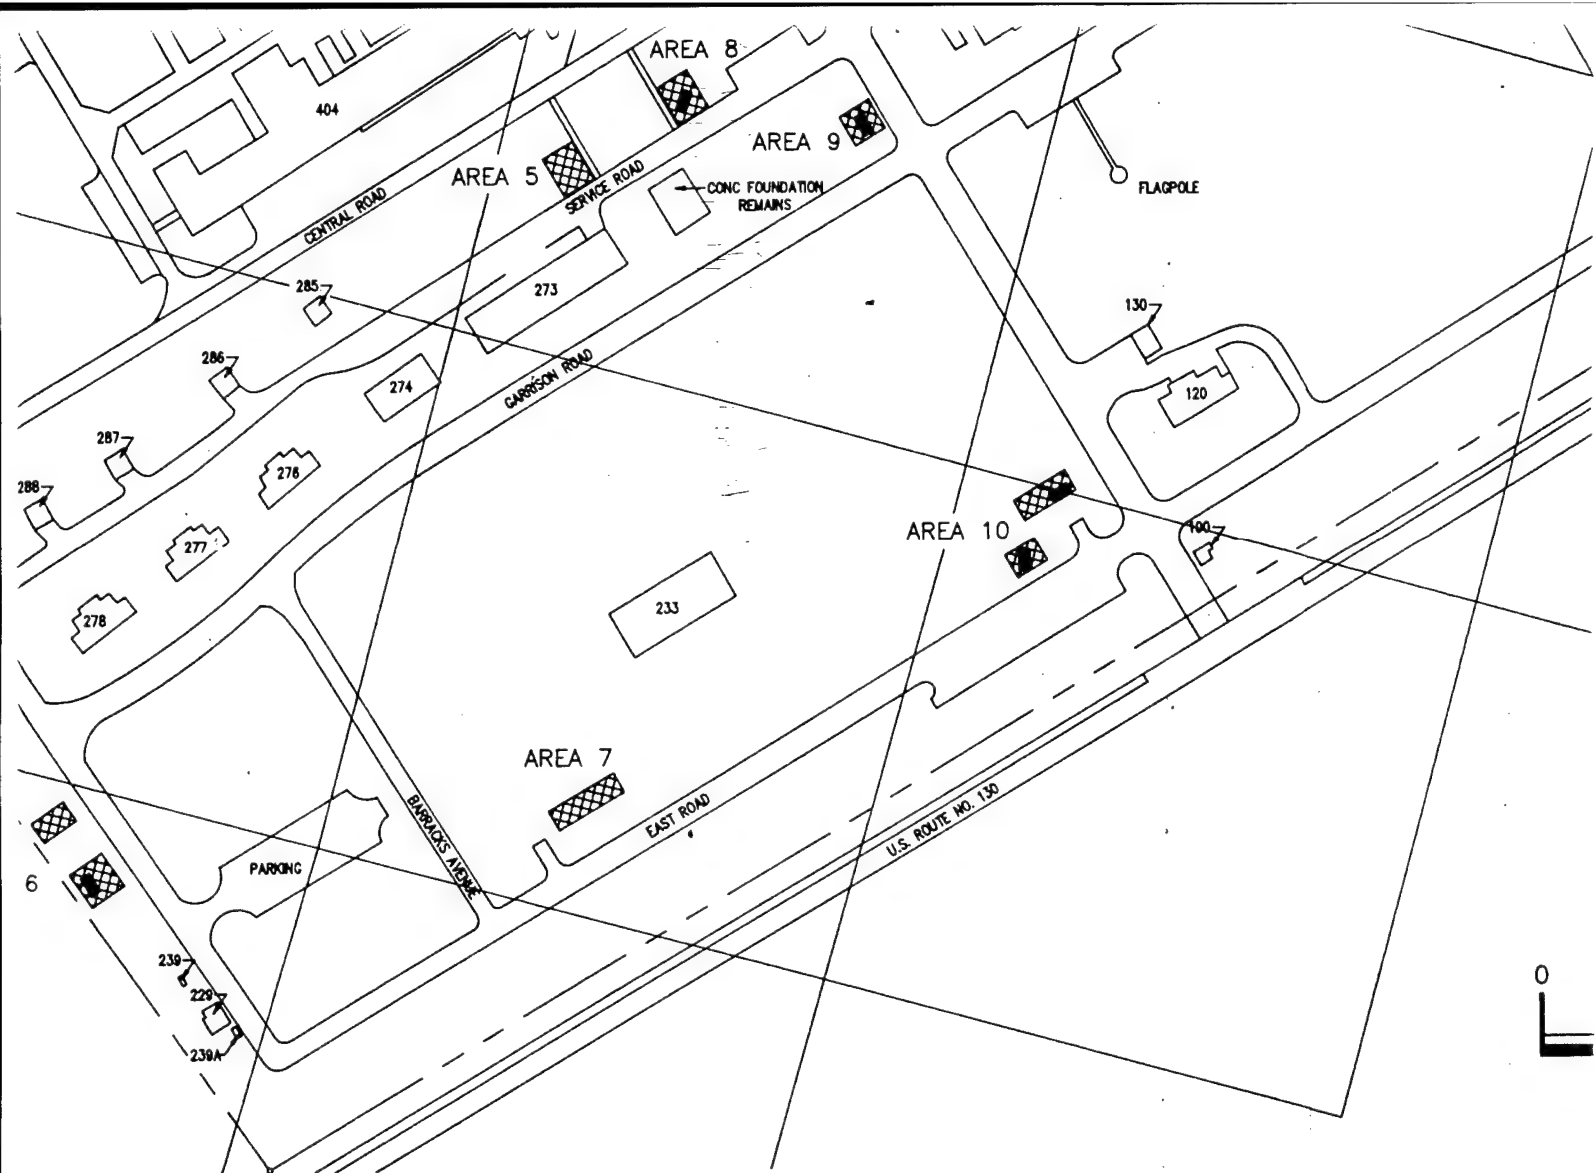 AREA 8
404
AREA 9
AREA 5
SERVICE ROAD
CONC FOUNDATION
REMAINS
FLAGPOLE
CENTRAL ROAD
285
273
130
286
274
GARRISON ROAD
120
287
276
288
AREA 10
190
277
233
278
AREA 7
EAST ROAD
U.S. ROUTE NO. 130
BARRACKS AVENUE
PARKING
6
239
0
229
239A